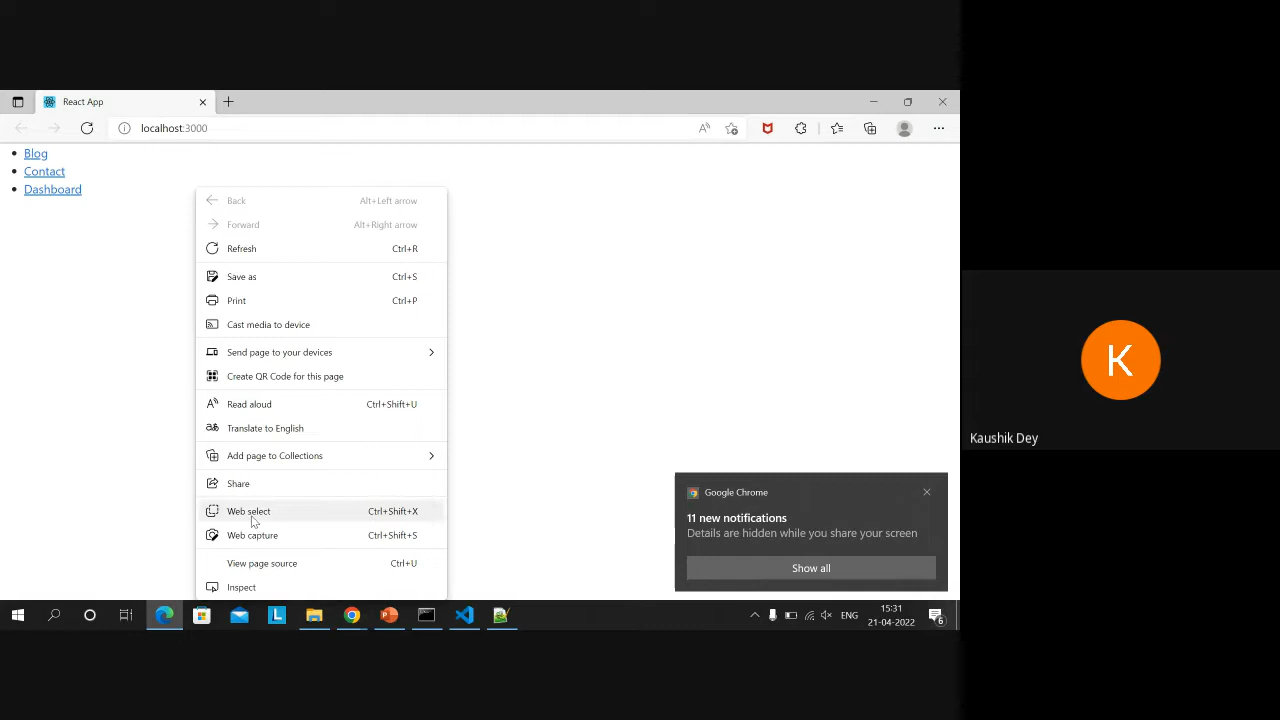 React App
localhost:3000
Blog
Contact
Dashboard
Back Alt+Left arrow
Forward Alt+Right arrow
Refresh Ctrl+R
Save as Ctrl+S
Print Ctrl+P
Cast media to device
Send page to your devices
Create QR Code for this page
Read aloud Ctrl+Shift+U
Translate to English
Add page to Collections
Share
Web select Ctrl+Shift+X
Web capture Ctrl+Shift+S
View page source Ctrl+U
Inspect
Google Chrome
11 new notifications
Details are hidden while you share your screen
Show all
L
ENG
15:31
21-04-2022
6
K
Kaushik Dey